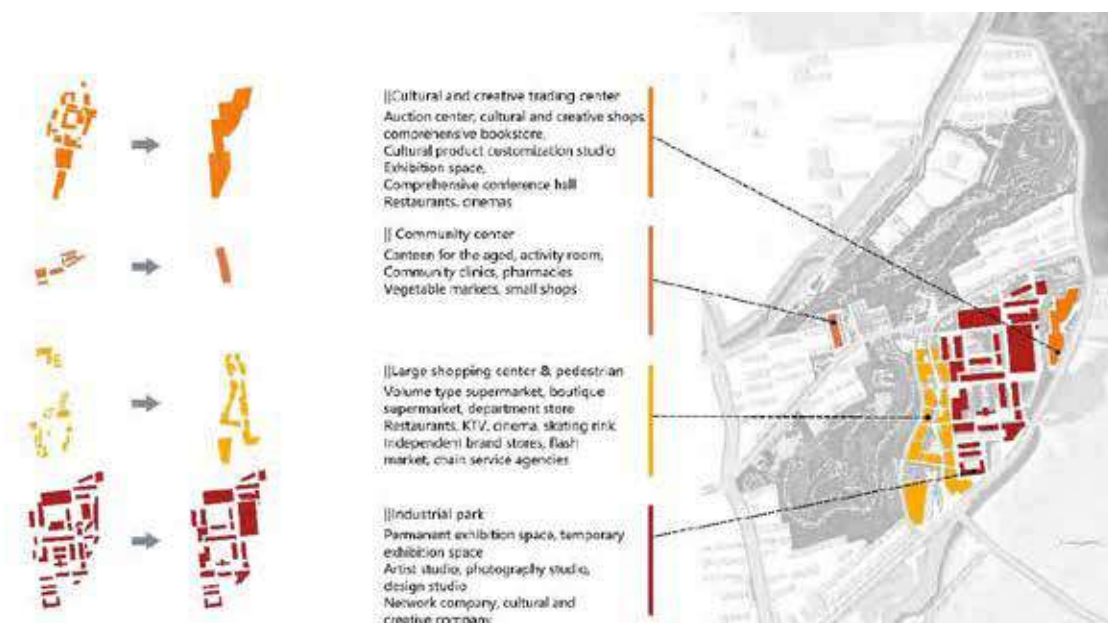 ||Cultural and creative trading center
Auction center, cultural and creative shops,
comprehensive bookstore,
Cultural product customization studio
Exhibition space,
Comprehensive conference hall
Restaurants, cinemas
|| Community center
Canteen for the aged, activity room,
Community clinics, pharmacies
Vegetable markets, small shops
||Large shopping center & pedestrian
Volume type supermarket, boutique
supermarket, department store
Restaurants, KTV, cinema, skating rink
Independent brand stores, flash
market, chain service agencies
||Industrial park
Permanent exhibition space, temporary
exhibition space
Artist studio, photography studio,
design studio
Network company, cultural and
creative company